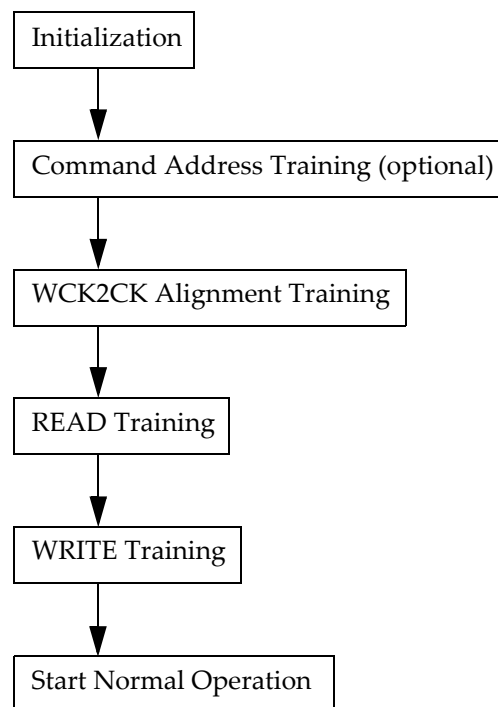 Initialization
Command Address Training (optional)
WCK2CK Alignment Training
READ Training
WRITE Training
Start Normal Operation